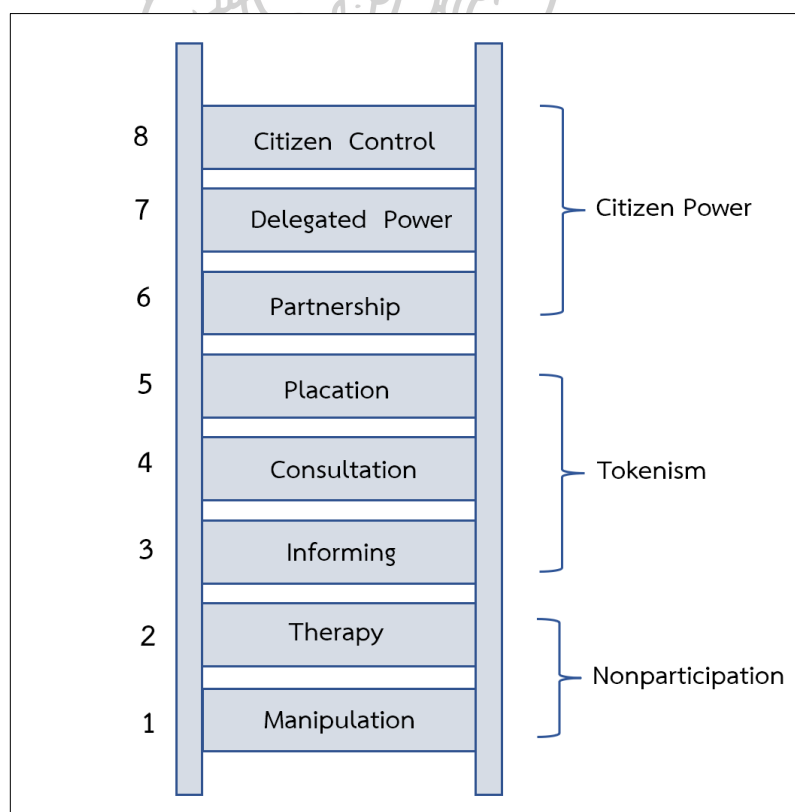 8 Citizen Control
7 Delegated Power
Citizen Power
6 Partnership
5 Placation
4 Consultation
Tokenism
3 Informing
2 Therapy
Nonparticipation
1 Manipulation